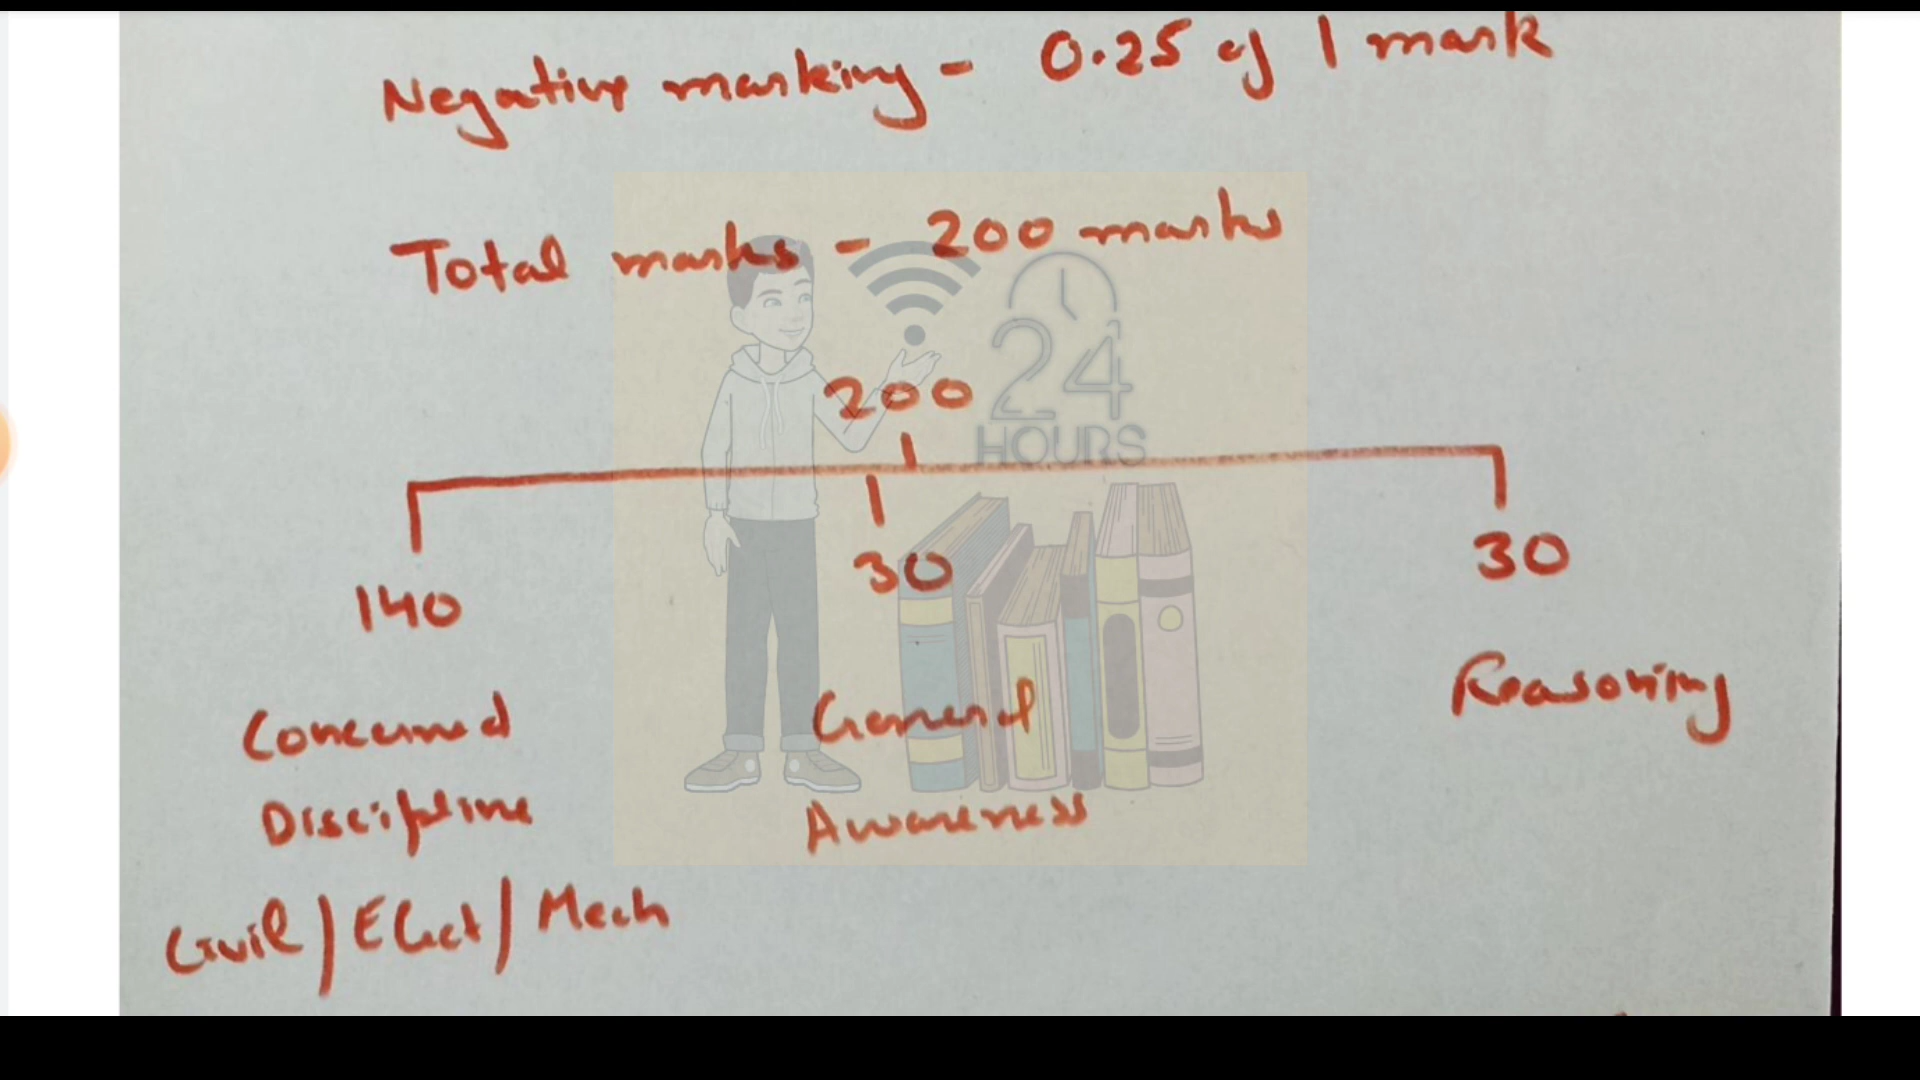 Negative marking - 0.25 of 1 mark
Total marks - 200 marks
24
HOURS
200
140
30
30
Concerned
Discipline
Civil/Elect/Mech
General
Awareness
Reasoning